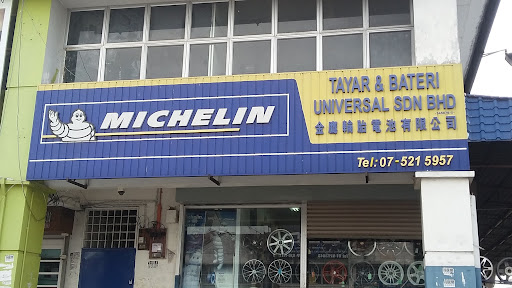 MICHELIN
TAYAR & BATERI
UNIVERSAL SDN BHD
金鷹輪胎電池有限公司
Tel: 07-521 5957